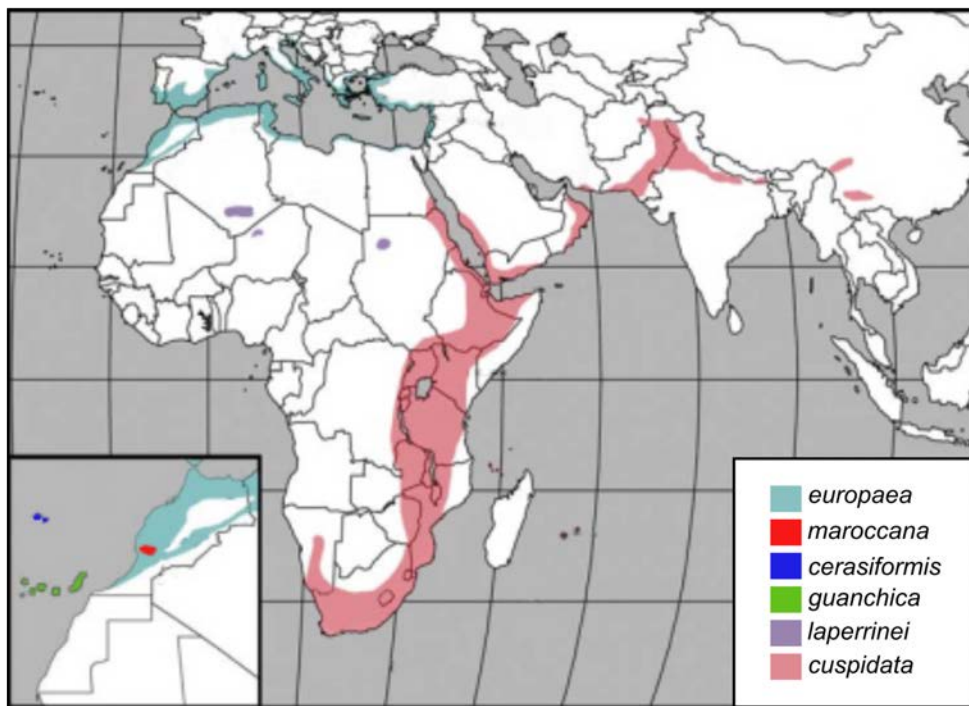 europaea
maroccana
cerasiformis
guanchica
laperrinei
cuspidata